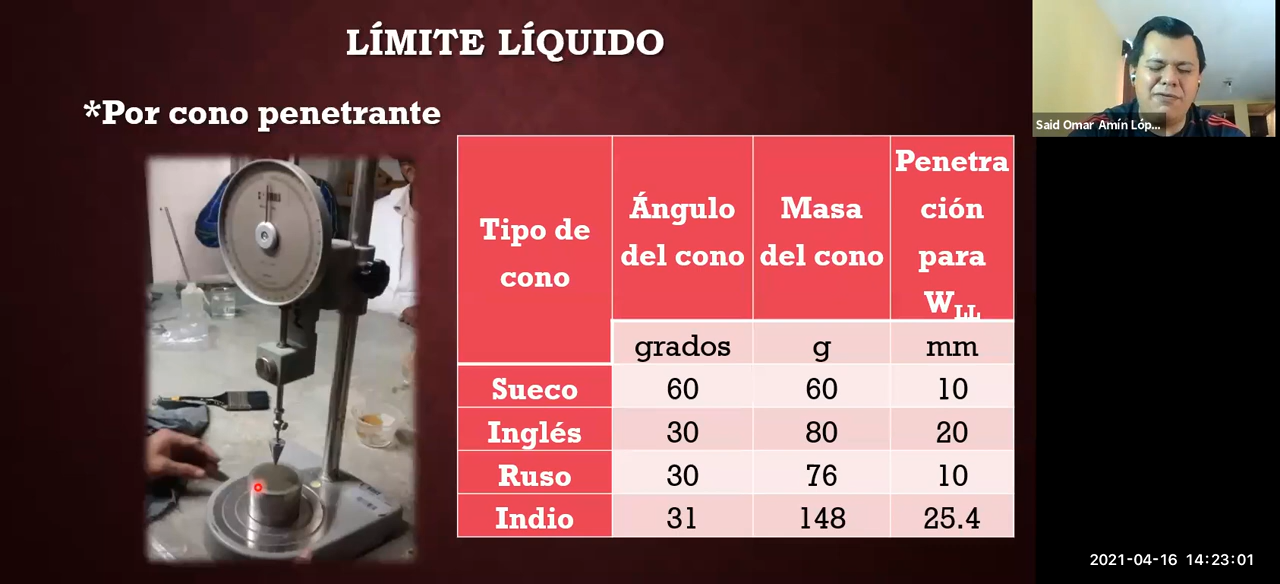 LÍMITE LÍQUIDO
*Por cono penetrante
Tipo de
cono
Ángulo
del cono
Masa
del cono
Penetra
ción
para
W_LL
grados
g
mm
Sueco
60
60
10
Inglés
30
80
20
Ruso
30
76
10
Indio
31
148
25.4
Said Omar Amín Lóp...
2021-04-16 14:23:01